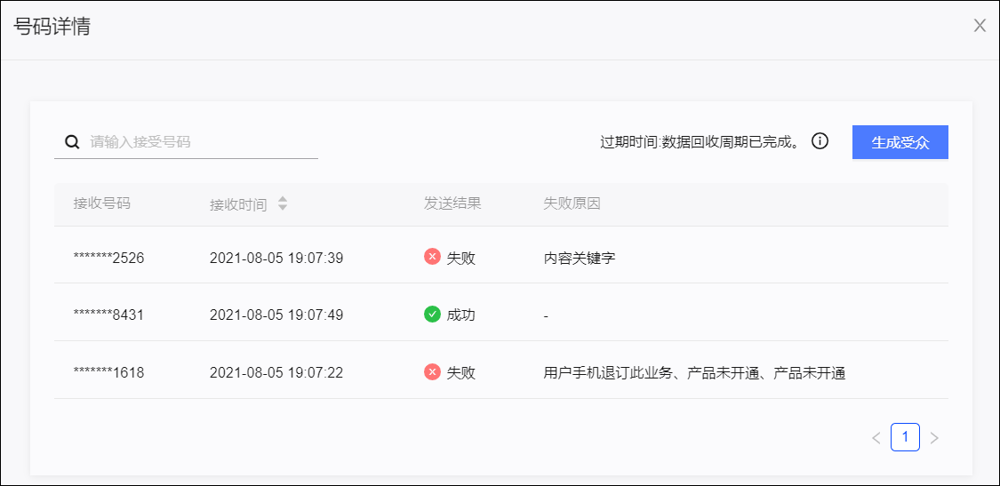 号码详情
请输入接受号码 过期时间:数据回收周期已完成。 生成受众
接收号码 接收时间 发送结果 失败原因
*******2526 2021-08-05 19:07:39 失败 内容关键字
*******8431 2021-08-05 19:07:49 成功 -
*******1618 2021-08-05 19:07:22 失败 用户手机退订此业务、产品未开通、产品未开通
1